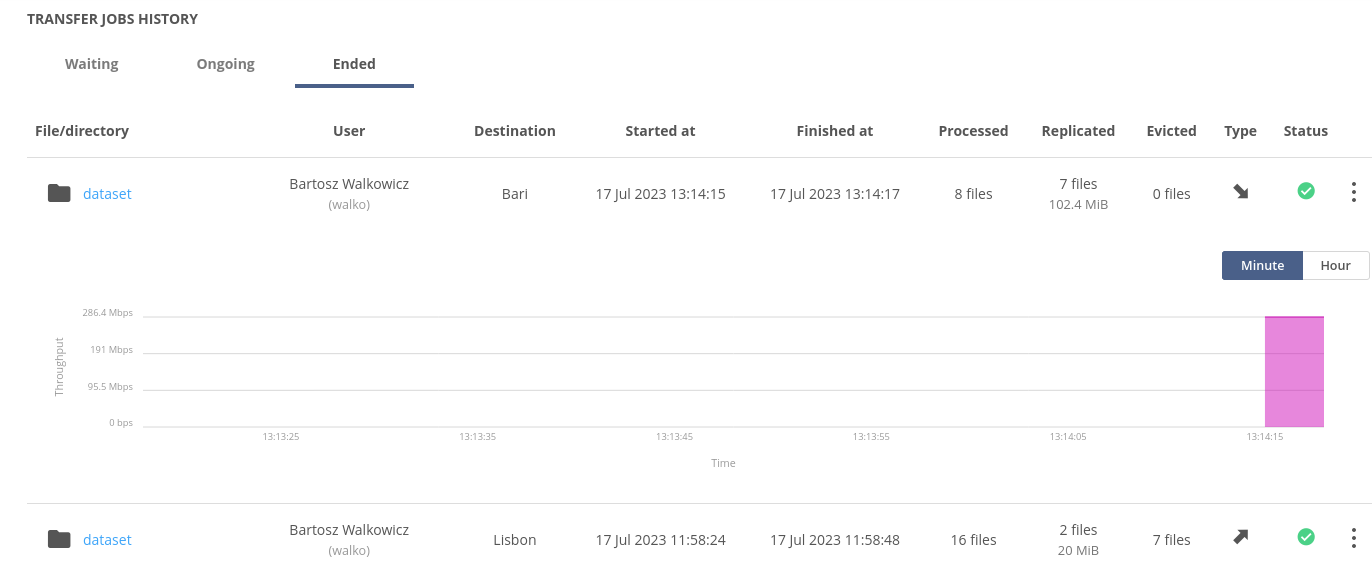 TRANSFER JOBS HISTORY
Waiting Ongoing Ended
File/directory User Destination Started at Finished at Processed Replicated Evicted Type Status
dataset Bartosz Walkowicz (walko) Bari 17 Jul 2023 13:14:15 17 Jul 2023 13:14:17 8 files 7 files 102.4 MiB 0 files
Minute Hour
286.4 Mbps
191 Mbps
95.5 Mbps
0 bps
Throughput
13:13:25 13:13:35 13:13:45 13:13:55 13:14:05 13:14:15
Time
dataset Bartosz Walkowicz (walko) Lisbon 17 Jul 2023 11:58:24 17 Jul 2023 11:58:48 16 files 2 files 20 MiB 7 files